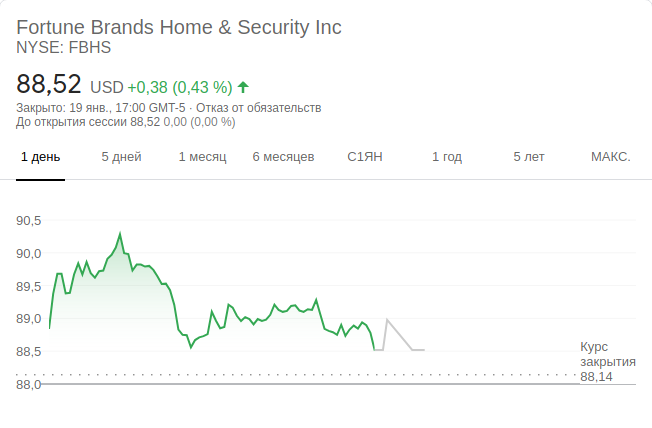 Fortune Brands Home & Security Inc
NYSE: FBHS
88,52 USD +0,38 (0,43 %)
Закрыто: 19 янв., 17:00 GMT-5 · Отказ от обязательств
До открытия сессии 88,52 0,00 (0,00 %)
1 день 5 дней 1 месяц 6 месяцев С1ЯН 1 год 5 лет МАКС.
90,5
90,0
89,5
89,0
88,5
88,0
Курс
закрытия
88,14